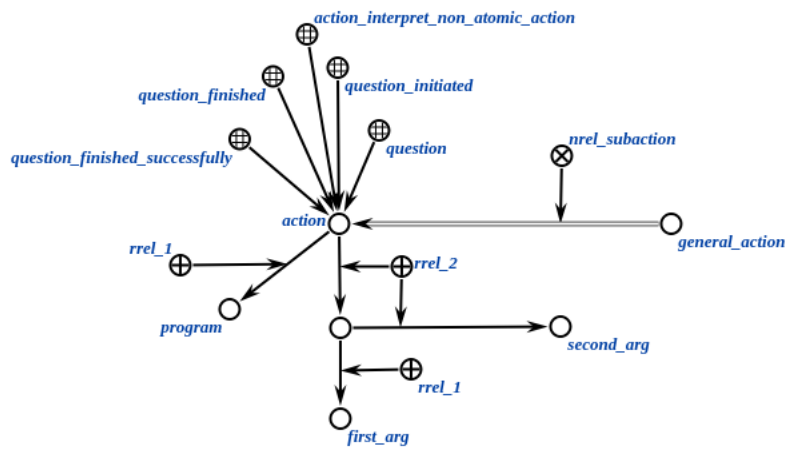 action_interpret_non_atomic_action
question_initiated
question_finished
question
nrel_subaction
question_finished_successfully
action
general_action
rrel_1
rrel_2
program
second_arg
rrel_1
first_arg